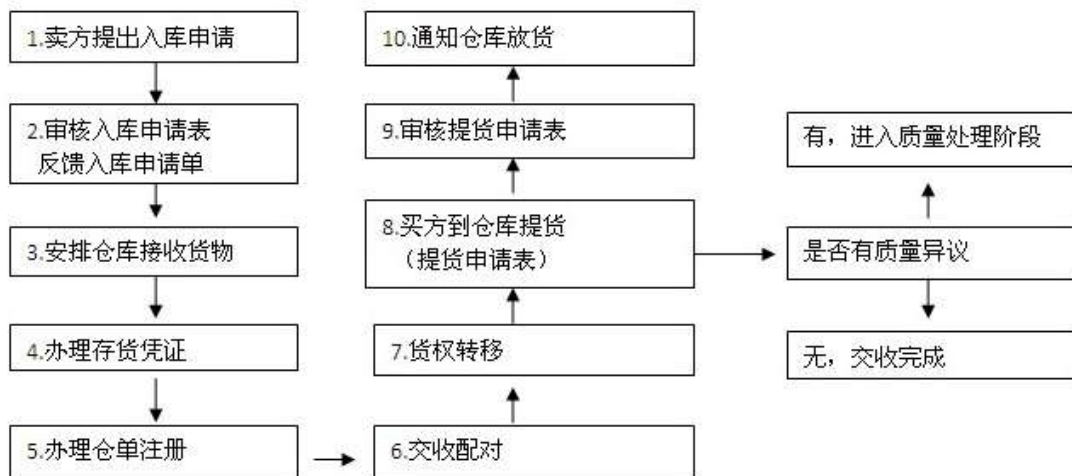 1.卖方提出入库申请
2.审核入库申请表
反馈入库申请单
3.安排仓库接收货物
4.办理存货凭证
5.办理仓单注册
6.交收配对
7.货权转移
8.买方到仓库提货
（提货申请表）
9.审核提货申请表
10.通知仓库放货
有，进入质量处理阶段
是否有质量异议
无，交收完成